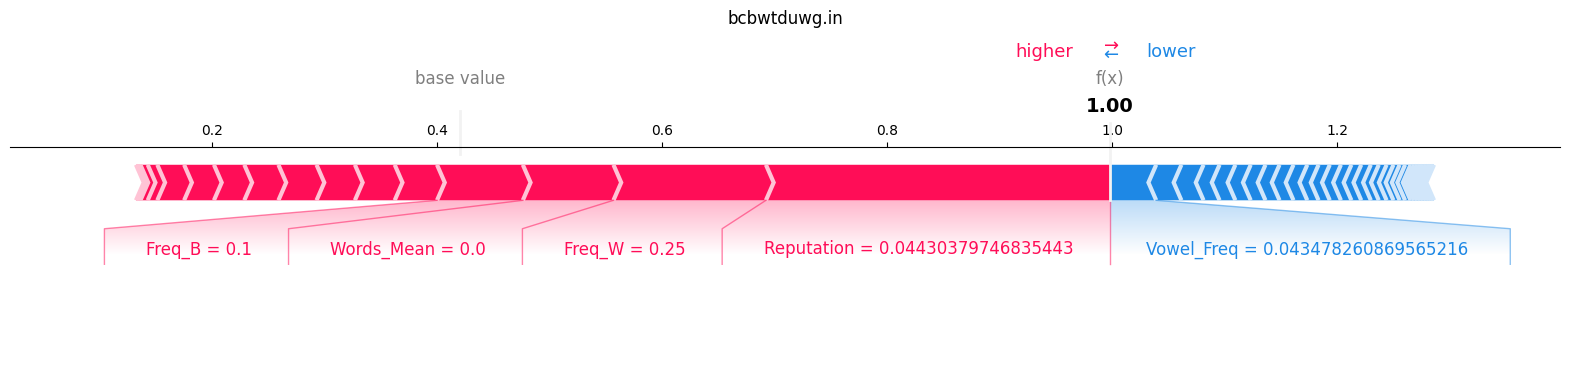 bcbwtduwg.in
higher ⇄ lower
base value f(x)
1.00
0.2 0.4 0.6 0.8 1.0 1.2
Freq_B = 0.1 Words_Mean = 0.0 Freq_W = 0.25 Reputation = 0.04430379746835443 Vowel_Freq = 0.043478260869565216